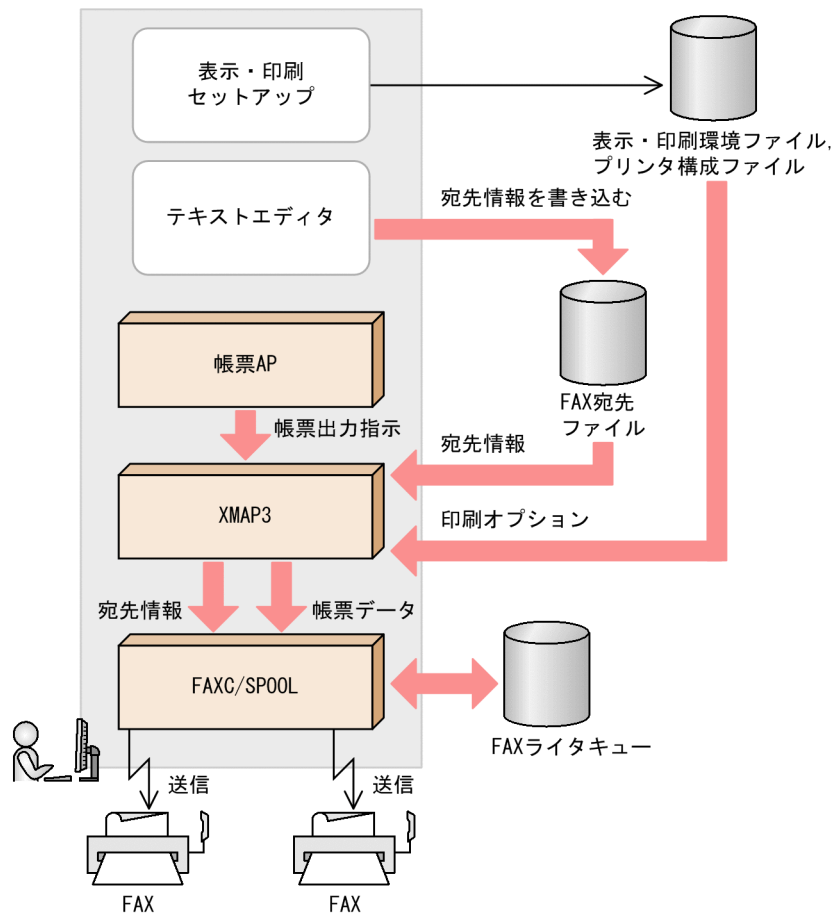 表示・印刷
セットアップ
表示・印刷環境ファイル,
プリンタ構成ファイル
テキストエディタ
宛先情報を書き込む
帳票AP
FAX宛先
ファイル
帳票出力指示
宛先情報
XMAP3
印刷オプション
宛先情報
帳票データ
FAXC/SPOOL
FAXライタキュー
送信
送信
FAX
FAX